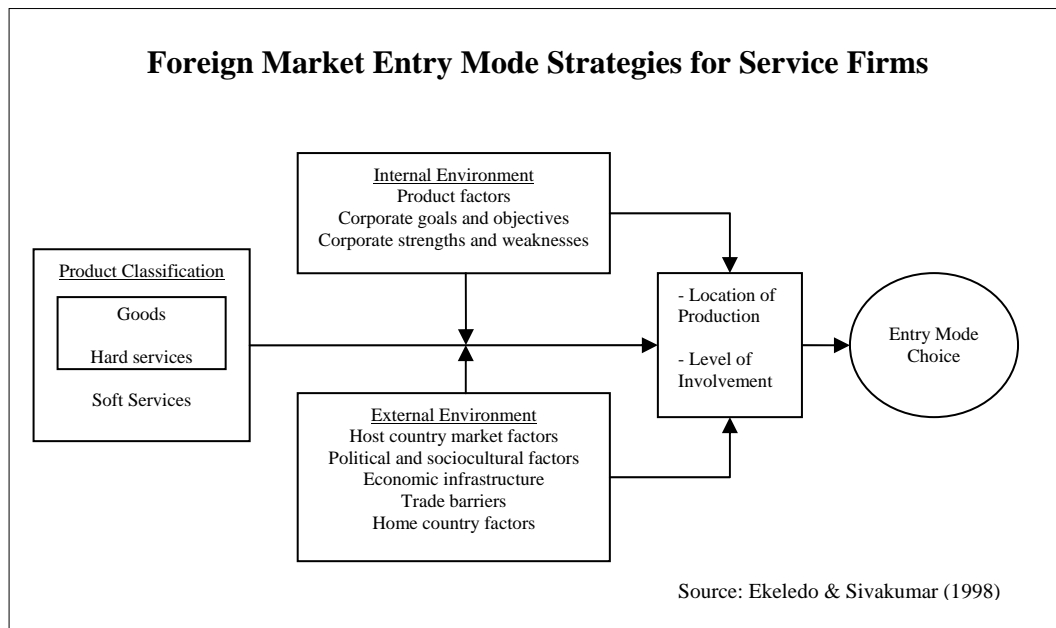 Foreign Market Entry Mode Strategies for Service Firms
Product Classification
Goods
Hard services
Soft Services
Internal Environment
Product factors
Corporate goals and objectives
Corporate strengths and weaknesses
External Environment
Host country market factors
Political and sociocultural factors
Economic infrastructure
Trade barriers
Home country factors
- Location of
Production
- Level of
Involvement
Entry Mode
Choice
Source: Ekeledo & Sivakumar (1998)